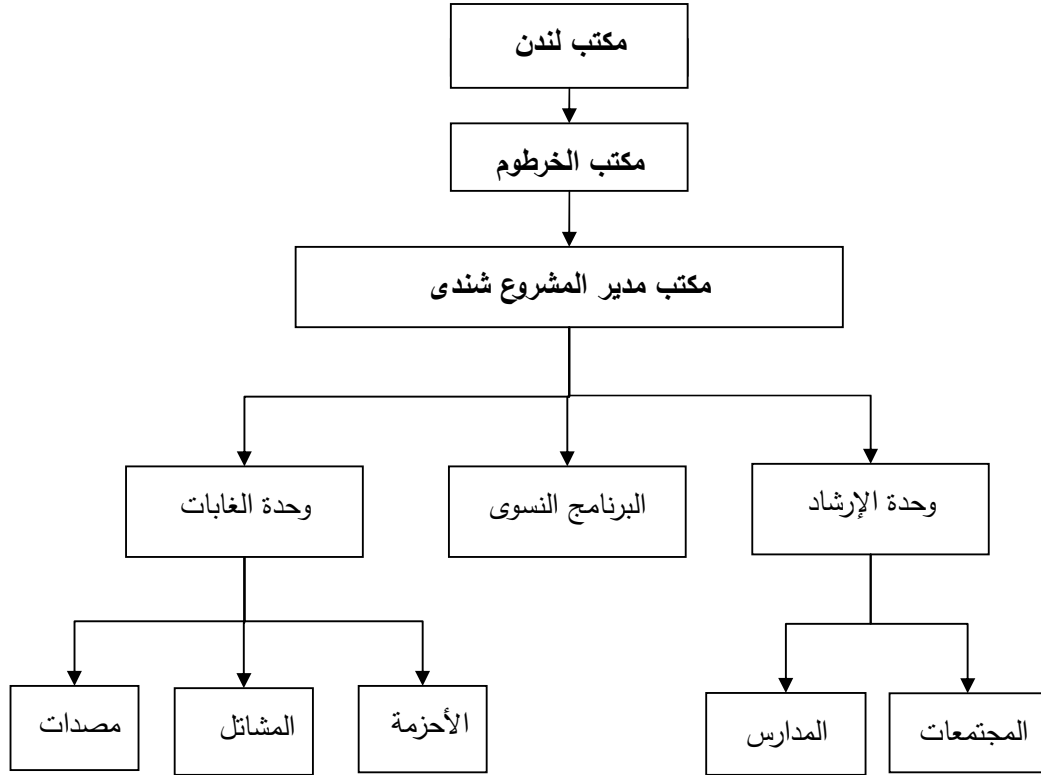 مكتب لندن
مكتب الخرطوم
مكتب مدير المشروع شندى
وحدة الإرشاد
البرنامج النسوى
وحدة الغابات
المجتمعات
المدارس
الأحزمة
المشاتل
مصدات